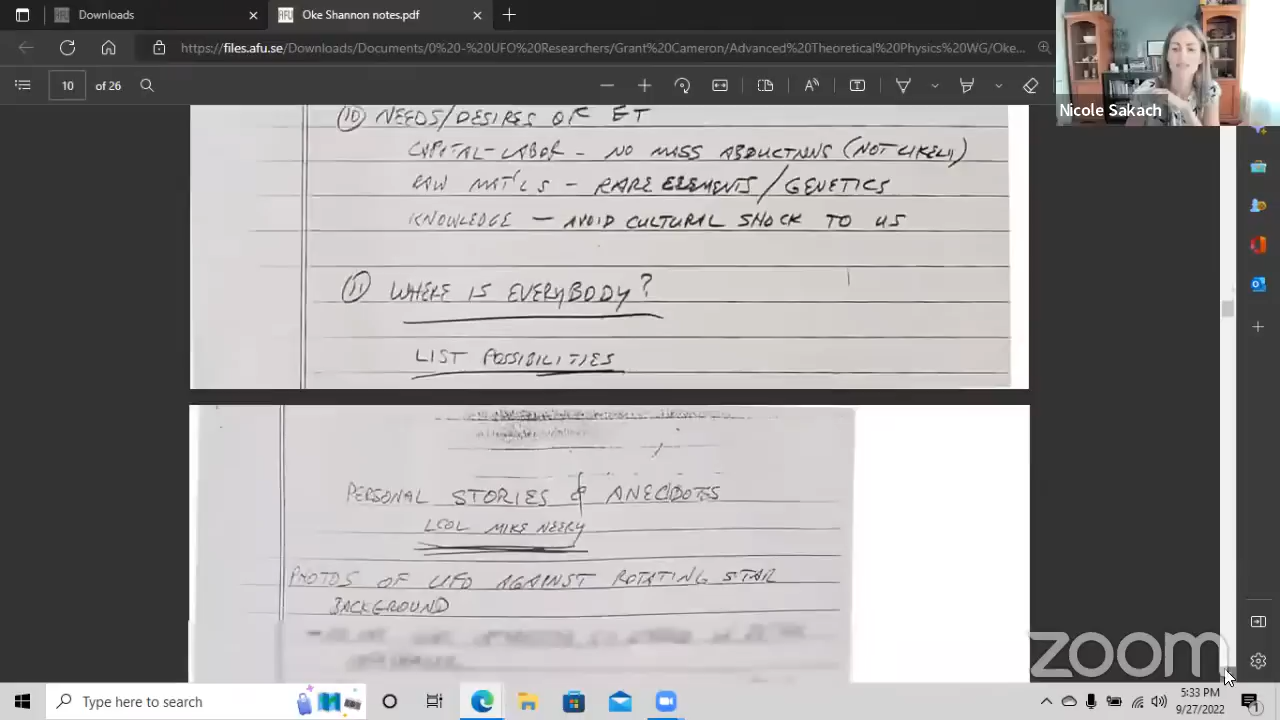 Downloads
Oke Shannon notes.pdf
https://files.afu.se/Downloads/Documents/0%20-%20UFO%20Researchers/Grant%20Cameron/Advanced%20Theoretical%20Physics%20WG/Oke...
10 of 26
Nicole Sakach
10 NEEDS/DESIRES OF ET
CAPITAL-LABOR - NO MASS ABDUCTIONS (NOT LIKELY)
RAW MAT'LS - RARE ELEMENTS/GENETICS
KNOWLEDGE - AVOID CULTURAL SHOCK TO US
11 WHERE IS EVERYBODY?
LIST POSSIBILITIES
PERSONAL STORIES & ANECDOTES
LCOL MIKE NEERY
PHOTOS OF UFO AGAINST ROTATING STAR
BACKGROUND
zoom
Type here to search
5:33 PM
9/27/2022